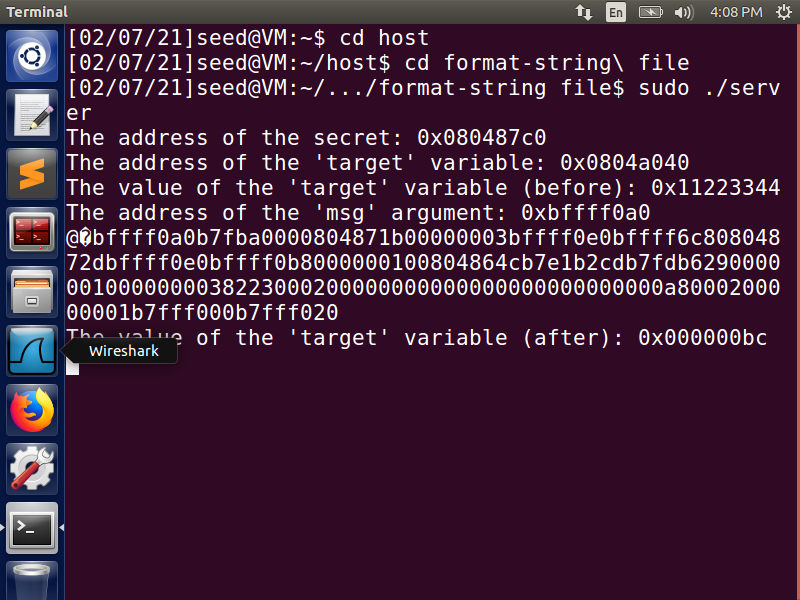 Terminal
En
4:08 PM
[02/07/21]seed@VM:~$ cd host
[02/07/21]seed@VM:~/host$ cd format-string\ file
[02/07/21]seed@VM:~/.../format-string file$ sudo ./serv
er
The address of the secret: 0x080487c0
The address of the 'target' variable: 0x0804a040
The value of the 'target' variable (before): 0x11223344
The address of the 'msg' argument: 0xbffff0a0
@�bffff0a0b7fba0000804871b00000003bffff0e0bffff6c808048
72dbffff0e0bffff0b8000000100804864cb7e1b2cdb7fdb6290000
00100000000038223000200000000000000000000000000a80002000
00001b7fff000b7fff020
The value of the 'target' variable (after): 0x000000bc
Wireshark